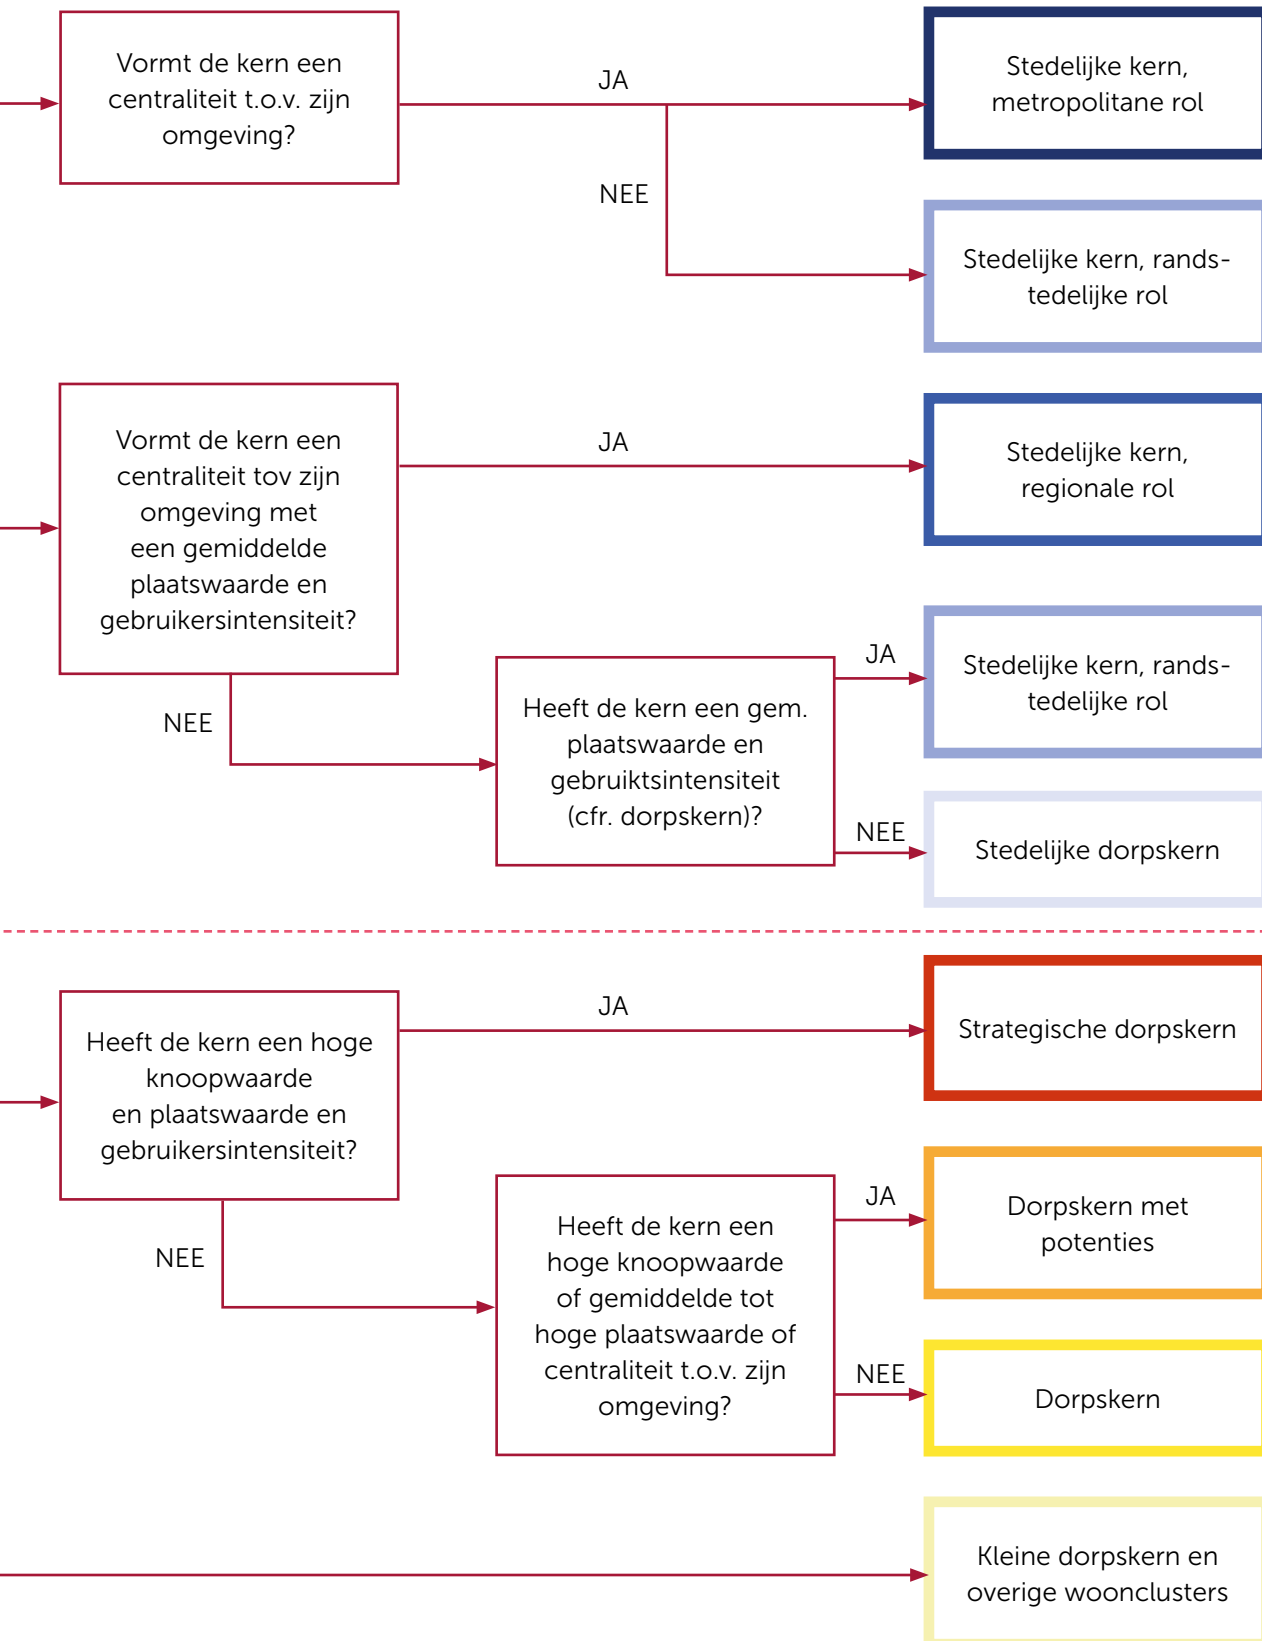 Vormt de kern een
centraliteit t.o.v. zijn
omgeving?
JA
NEE
Stedelijke kern,
metropolitane rol
Stedelijke kern, rands-
tedelijke rol
Vormt de kern een
centraliteit tov zijn
omgeving met
een gemiddelde
plaatswaarde en
gebruikersintensiteit?
JA
NEE
Stedelijke kern,
regionale rol
Heeft de kern een gem.
plaatswaarde en
gebruiktsintensiteit
(cfr. dorpskern)?
JA
NEE
Stedelijke kern, rands-
tedelijke rol
Stedelijke dorpskern
Heeft de kern een hoge
knoopwaarde
en plaatswaarde en
gebruikersintensiteit?
JA
NEE
Strategische dorpskern
Heeft de kern een
hoge knoopwaarde
of gemiddelde tot
hoge plaatswaarde of
centraliteit t.o.v. zijn
omgeving?
JA
NEE
Dorpskern met
potenties
Dorpskern
Kleine dorpskern en
overige woonclusters